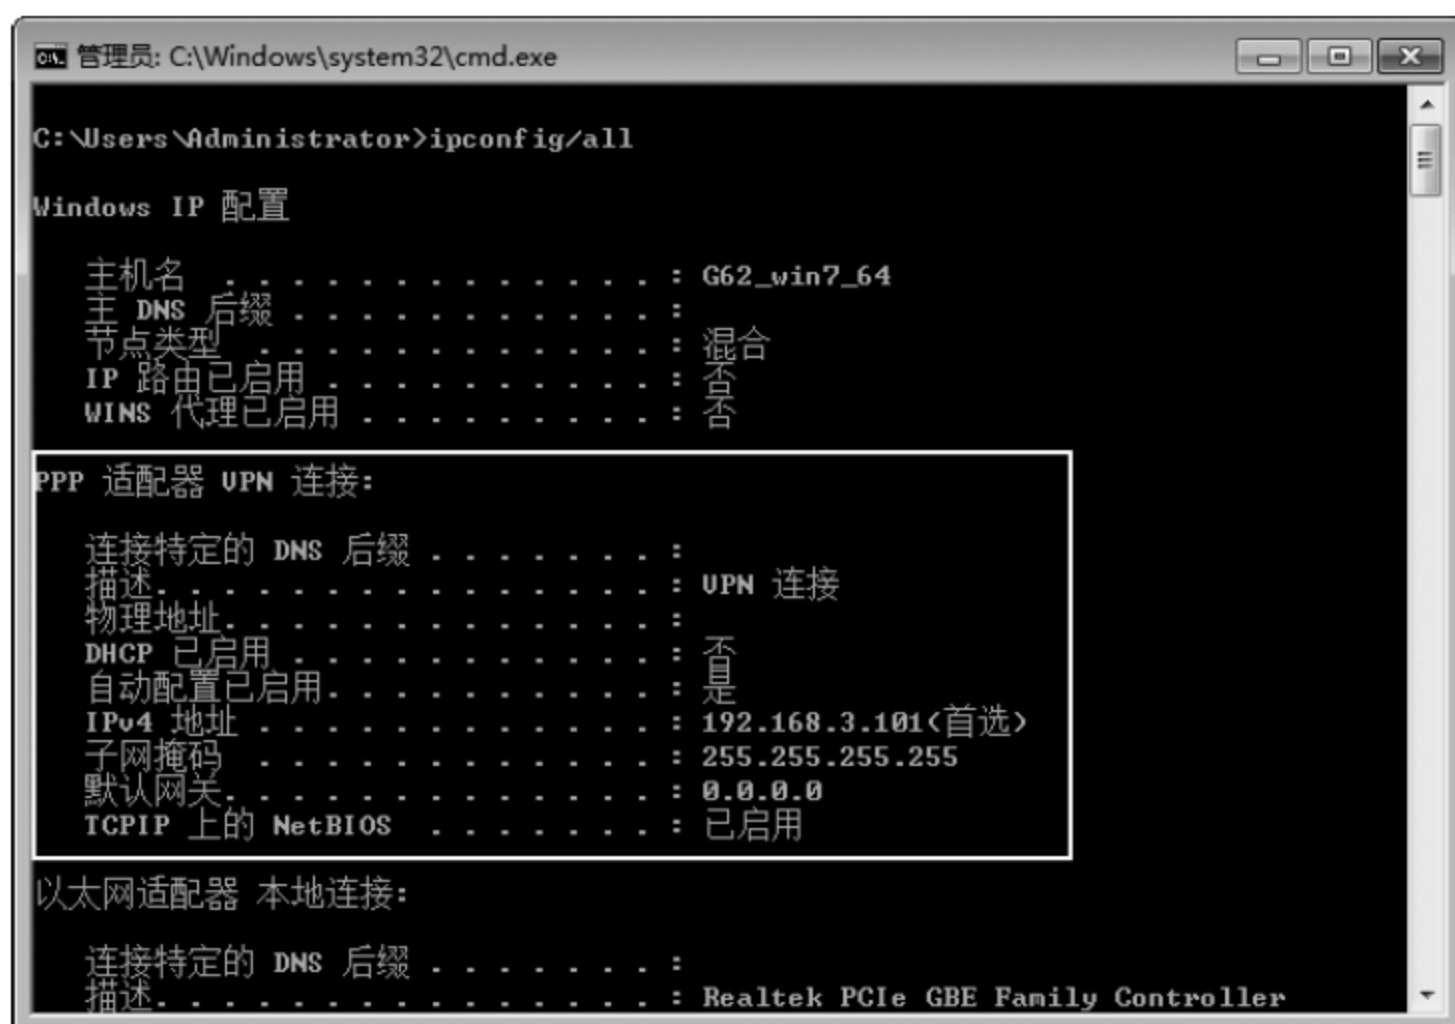 管理员: C:\Windows\system32\cmd.exe
C:\Users\Administrator>ipconfig/all
Windows IP 配置
主机名 . . . . . . . . . . . . . : G62_win7_64
主 DNS 后缀 . . . . . . . . . . . :
节点类型 . . . . . . . . . . . . : 混合
IP 路由已启用 . . . . . . . . . . : 否
WINS 代理已启用 . . . . . . . . . : 否
PPP 适配器 VPN 连接:
连接特定的 DNS 后缀 . . . . . . . :
描述. . . . . . . . . . . . . . . : VPN 连接
物理地址. . . . . . . . . . . . . :
DHCP 已启用 . . . . . . . . . . . : 否
自动配置已启用. . . . . . . . . . : 是
IPv4 地址 . . . . . . . . . . . . : 192.168.3.101(首选)
子网掩码 . . . . . . . . . . . . : 255.255.255.255
默认网关. . . . . . . . . . . . . : 0.0.0.0
TCPIP 上的 NetBIOS . . . . . . . : 已启用
以太网适配器 本地连接:
连接特定的 DNS 后缀 . . . . . . . :
描述. . . . . . . . . . . . . . . : Realtek PCIe GBE Family Controller